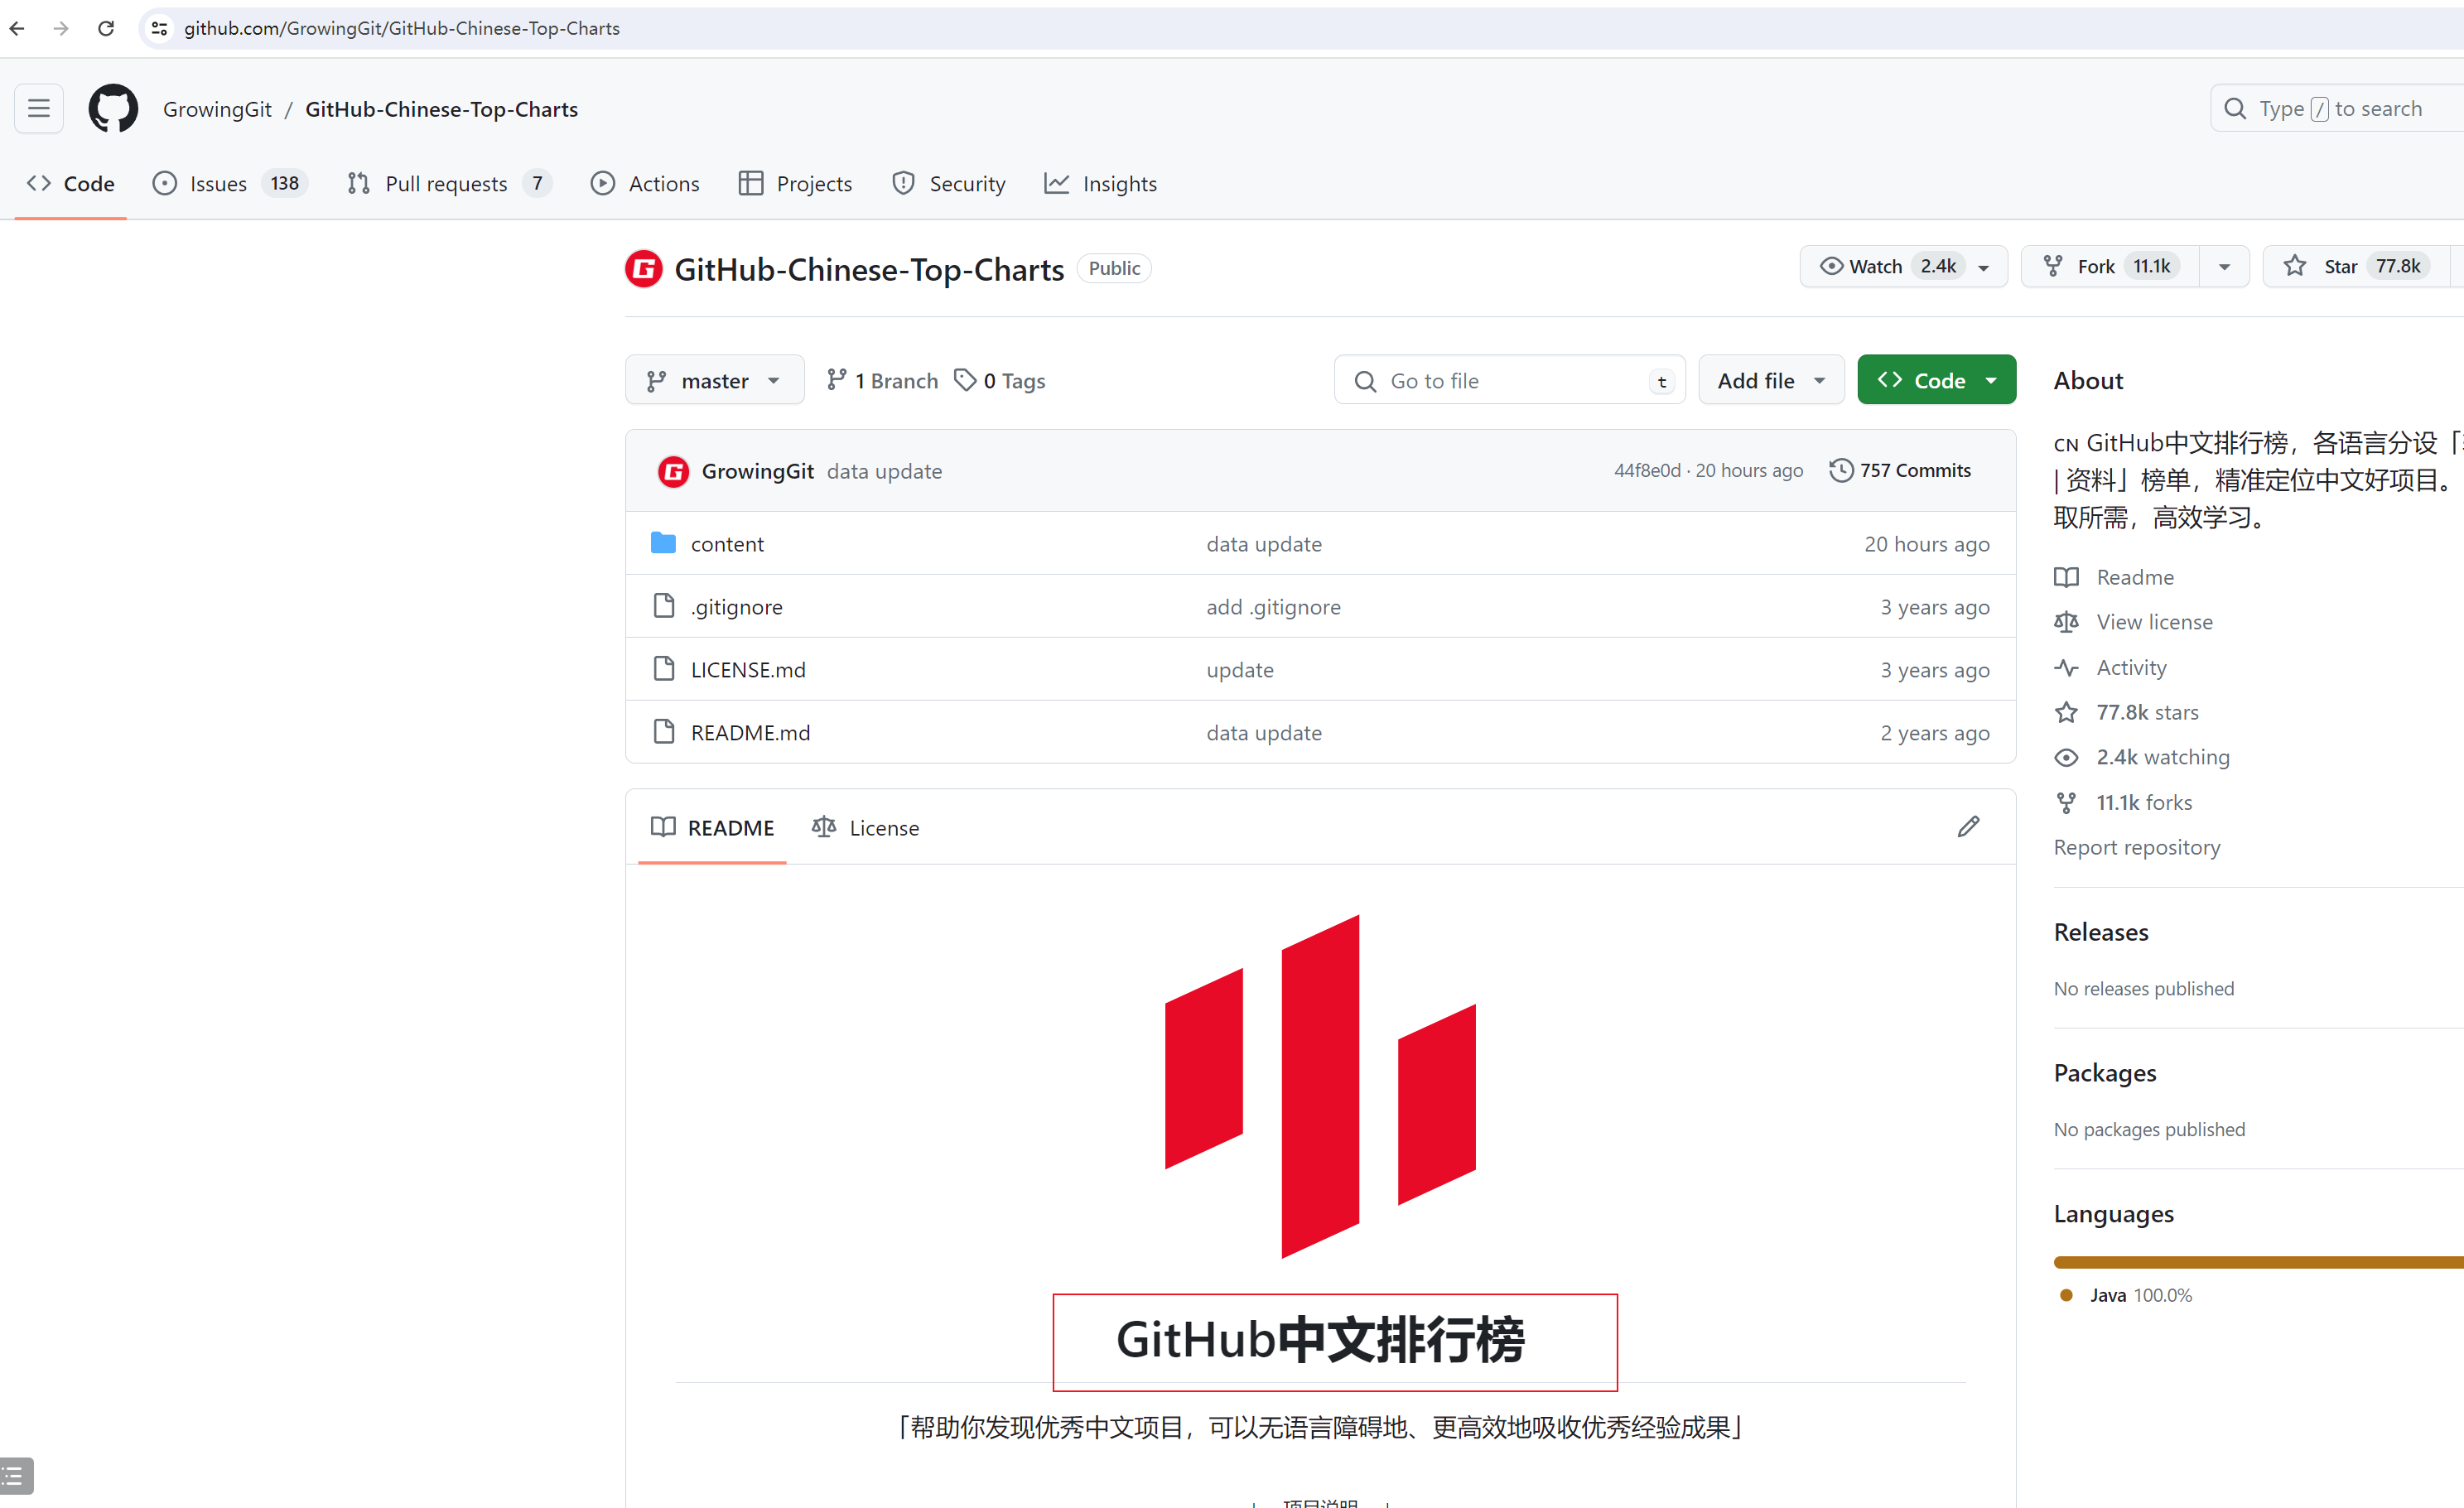 github.com/GrowingGit/GitHub-Chinese-Top-Charts
GrowingGit / GitHub-Chinese-Top-Charts
Type / to search
Code Issues 138 Pull requests 7 Actions Projects Security Insights
GitHub-Chinese-Top-Charts Public
Watch 2.4k Fork 11.1k Star 77.8k
master 1 Branch 0 Tags Go to file t Add file Code
GrowingGit data update 44f8e0d · 20 hours ago 757 Commits
content data update 20 hours ago
.gitignore add .gitignore 3 years ago
LICENSE.md update 3 years ago
README.md data update 2 years ago
README License
GitHub中文排行榜
「帮助你发现优秀中文项目，可以无语言障碍地、更高效地吸收优秀经验成果」
| 项目说明 |
About
CN GitHub中文排行榜，各语言分设「
| 资料」榜单，精准定位中文好项目。
取所需，高效学习。
Readme
View license
Activity
77.8k stars
2.4k watching
11.1k forks
Report repository
Releases
No releases published
Packages
No packages published
Languages
Java 100.0%